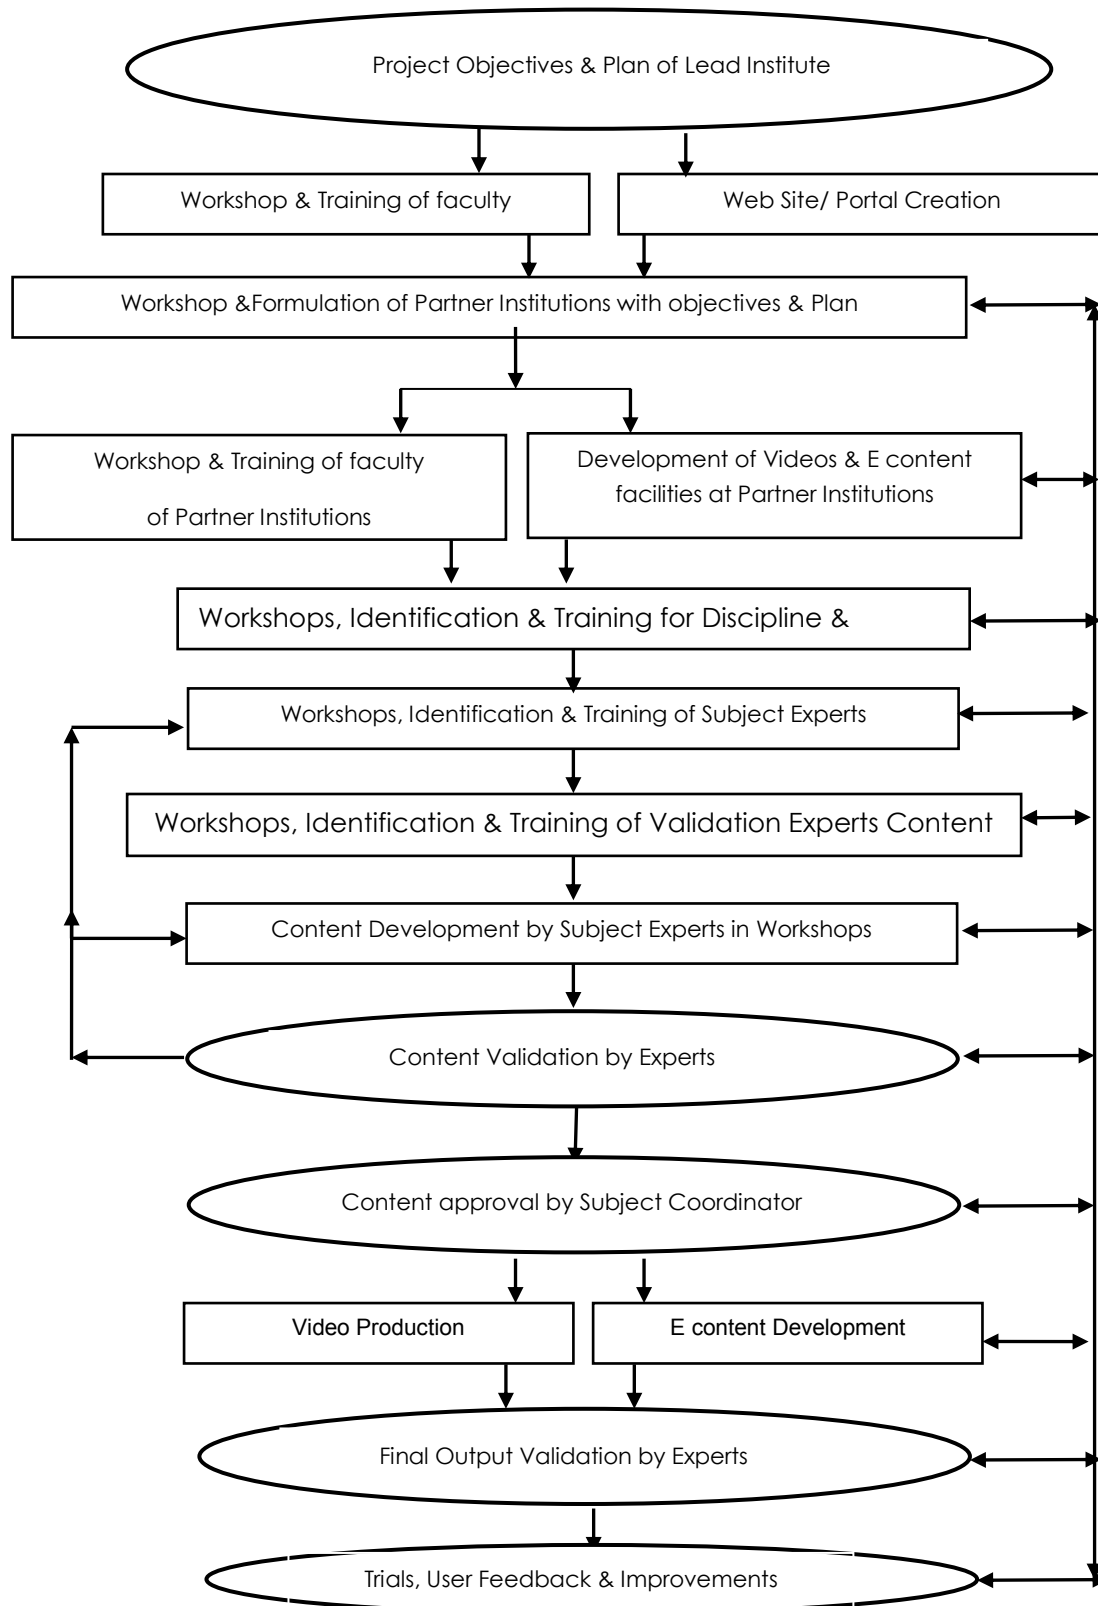 Project Objectives & Plan of Lead Institute
Workshop & Training of faculty
Web Site/ Portal Creation
Workshop &Formulation of Partner Institutions with objectives & Plan
Workshop & Training of faculty
of Partner Institutions
Development of Videos & E content
facilities at Partner Institutions
Workshops, Identification & Training for Discipline &
Workshops, Identification & Training of Subject Experts
Workshops, Identification & Training of Validation Experts Content
Content Development by Subject Experts in Workshops
Content Validation by Experts
Content approval by Subject Coordinator
Video Production
E content Development
Final Output Validation by Experts
Trials, User Feedback & Improvements